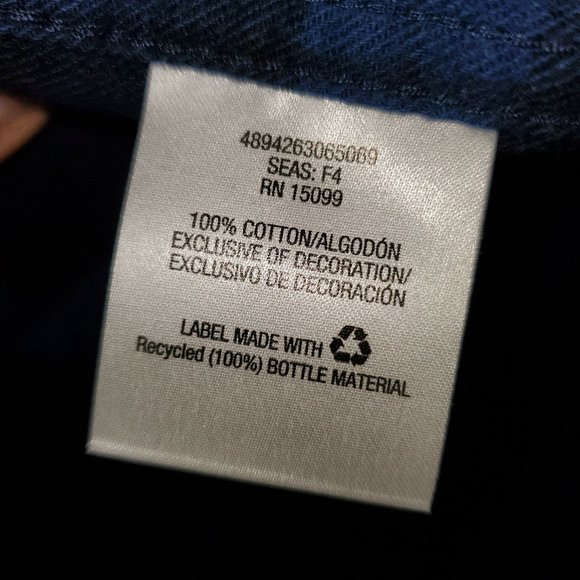 4894263065069
SEAS: F4
RN 15099
100% COTTON/ALGODÓN
EXCLUSIVE OF DECORATION/
EXCLUSIVO DE DECORACIÓN
LABEL MADE WITH
Recycled (100%) BOTTLE MATERIAL